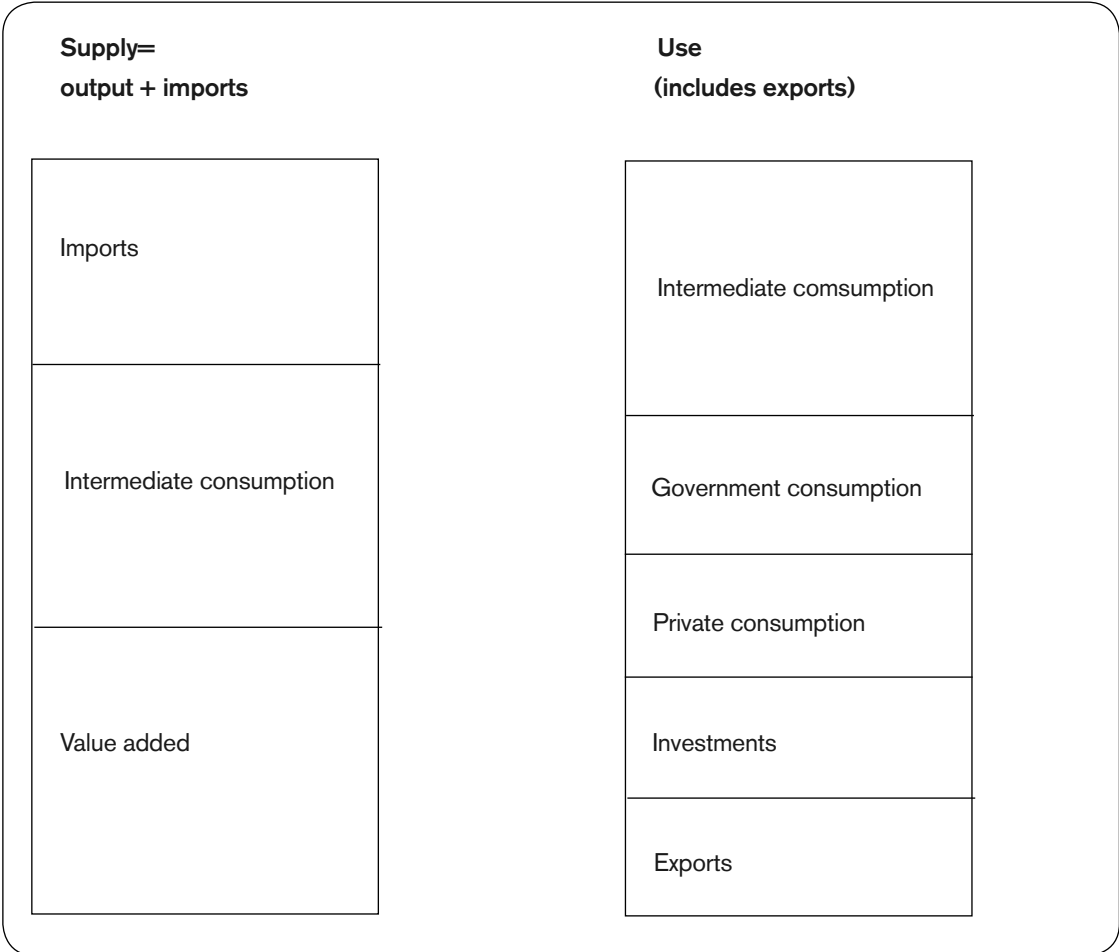 Supply=
output + imports
Imports
Intermediate consumption
Value added
Use
(includes exports)
Intermediate comsumption
Government consumption
Private consumption
Investments
Exports